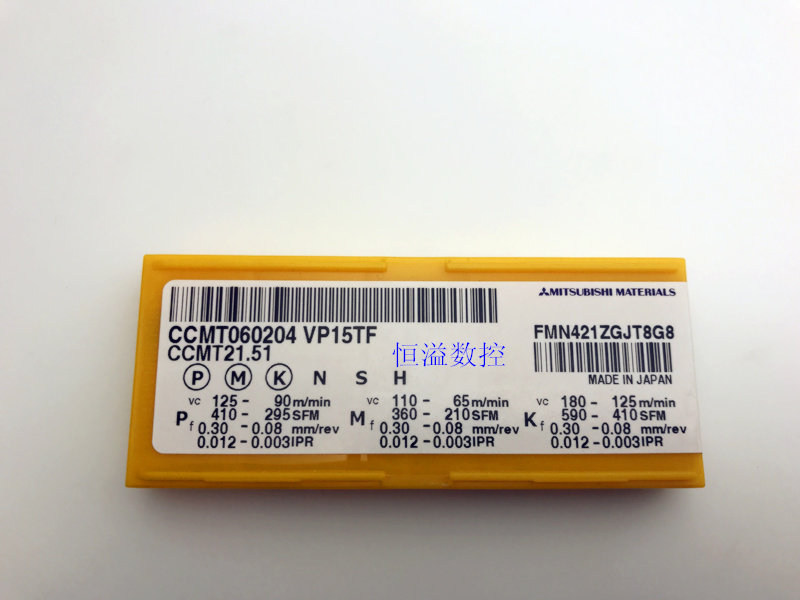 MITSUBISHI MATERIALS
CCMT060204 VP15TF
CCMT21.51
恒溢数控
FMN421ZGJT8G8
MADE IN JAPAN
P M K N S H
P vc 125 - 90 m/min
410 - 295 SFM
f 0.30 - 0.08 mm/rev
0.012 - 0.003 IPR
M vc 110 - 65 m/min
360 - 210 SFM
f 0.30 - 0.08 mm/rev
0.012 - 0.003 IPR
K vc 180 - 125 m/min
590 - 410 SFM
f 0.30 - 0.08 mm/rev
0.012 - 0.003 IPR